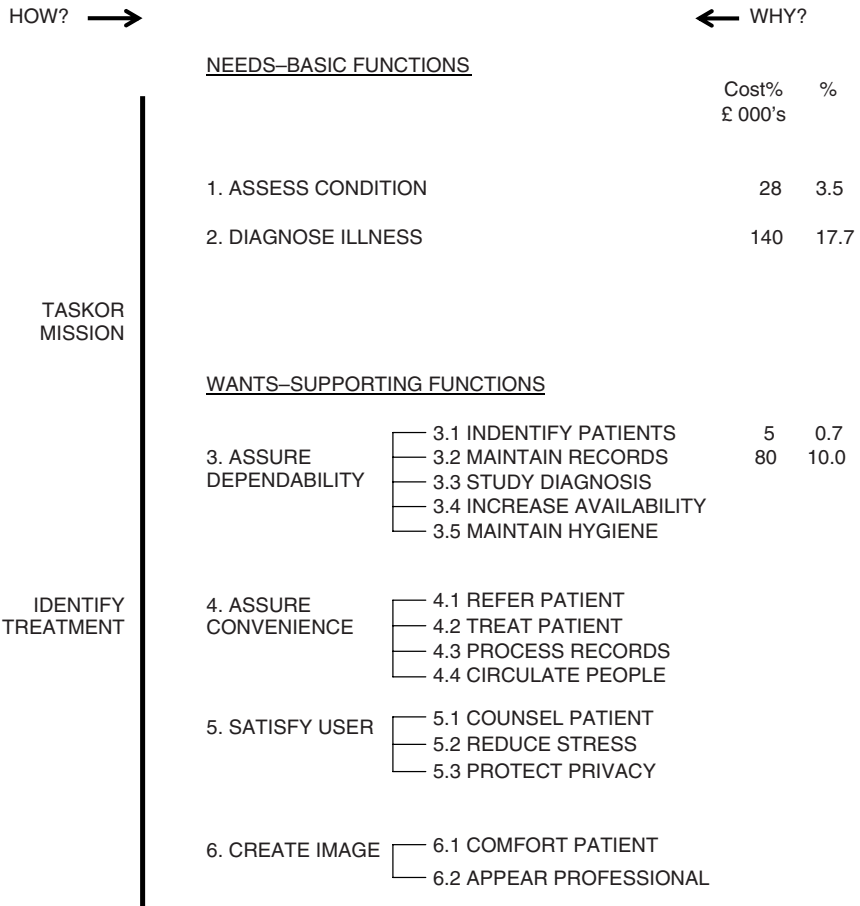 HOW? WHY?
NEEDS–BASIC FUNCTIONS
Cost% %
£ 000's
1. ASSESS CONDITION 28 3.5
2. DIAGNOSE ILLNESS 140 17.7
TASKOR
MISSION
WANTS–SUPPORTING FUNCTIONS
3. ASSURE
DEPENDABILITY
3.1 INDENTIFY PATIENTS 5 0.7
3.2 MAINTAIN RECORDS 80 10.0
3.3 STUDY DIAGNOSIS
3.4 INCREASE AVAILABILITY
3.5 MAINTAIN HYGIENE
IDENTIFY
TREATMENT
4. ASSURE
CONVENIENCE
4.1 REFER PATIENT
4.2 TREAT PATIENT
4.3 PROCESS RECORDS
4.4 CIRCULATE PEOPLE
5. SATISFY USER
5.1 COUNSEL PATIENT
5.2 REDUCE STRESS
5.3 PROTECT PRIVACY
6. CREATE IMAGE
6.1 COMFORT PATIENT
6.2 APPEAR PROFESSIONAL